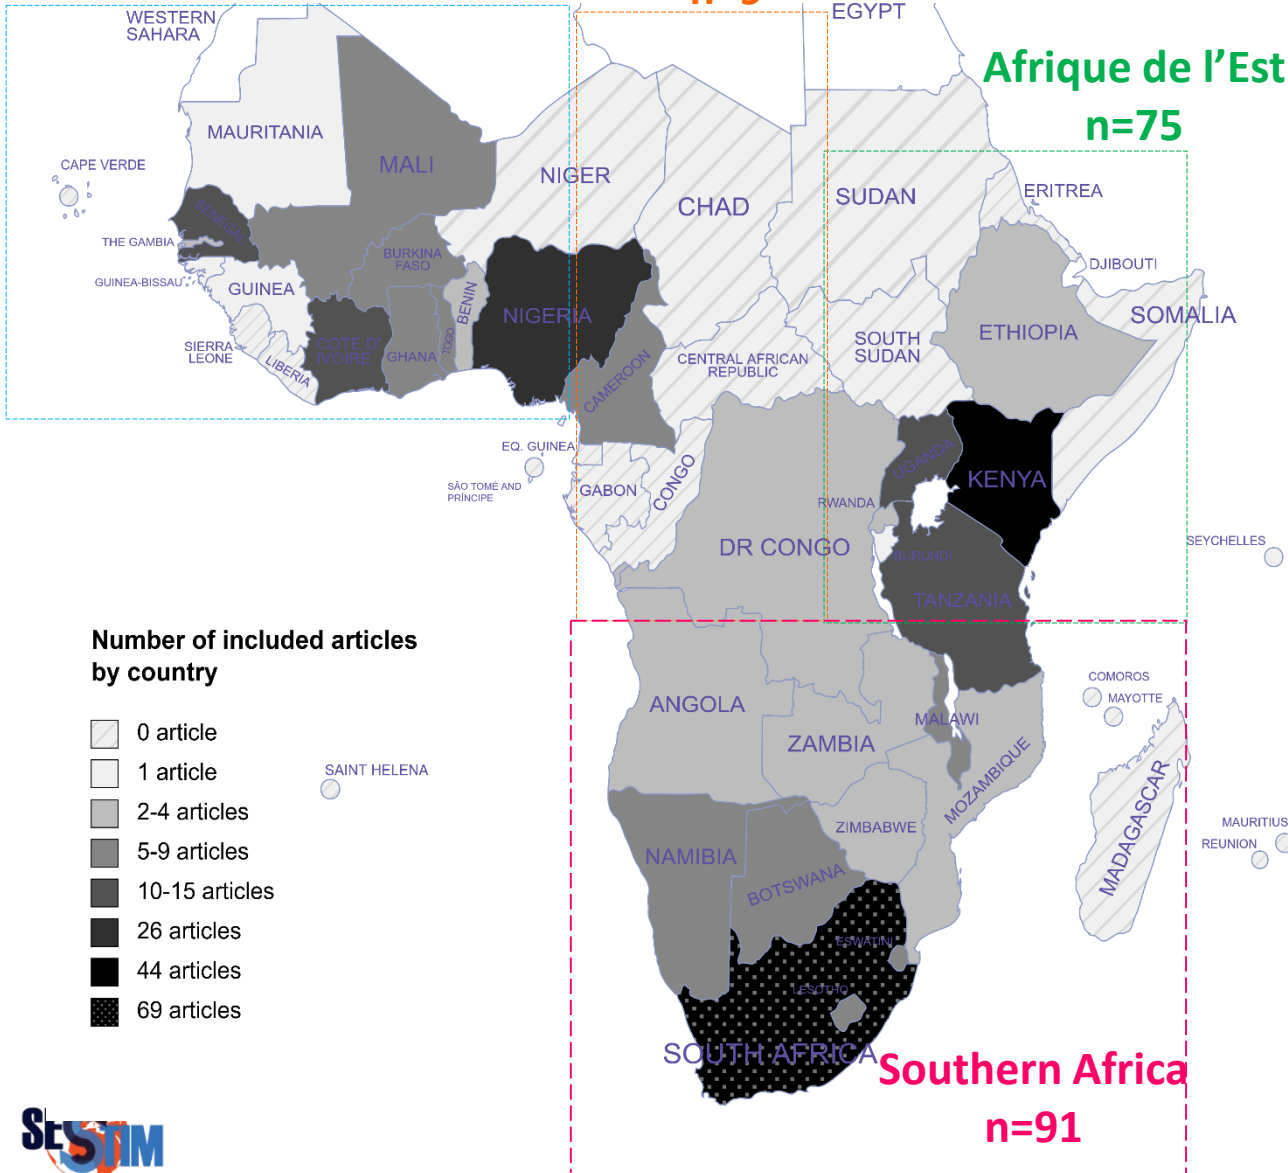 WESTERN
SAHARA
EGYPT
Afrique de l’Est
n=75
MAURITANIA
CAPE VERDE
MALI
NIGER
CHAD
SUDAN
ERITREA
SENEGAL
THE GAMBIA
BURKINA
FASO
DJIBOUTI
GUINEA-BISSAU
GUINEA
BENIN
NIGERIA
SOMALIA
ETHIOPIA
SIERRA
LEONE
LIBERIA
COTE D'
IVOIRE
GHANA
TOGO
CAMEROON
CENTRAL AFRICAN
REPUBLIC
SOUTH
SUDAN
EQ. GUINEA
SÃO TOMÉ AND
PRÍNCIPE
GABON
CONGO
UGANDA
KENYA
RWANDA
DR CONGO
BURUNDI
SEYCHELLES
TANZANIA
Number of included articles
by country
0 article
1 article
2-4 articles
5-9 articles
10-15 articles
26 articles
44 articles
69 articles
COMOROS
MAYOTTE
ANGOLA
MALAWI
ZAMBIA
MOZAMBIQUE
SAINT HELENA
MADAGASCAR
ZIMBABWE
MAURITIUS
REUNION
NAMIBIA
BOTSWANA
ESWATINI
LESOTHO
SOUTH AFRICA
Southern Africa
n=91
SESSTIM